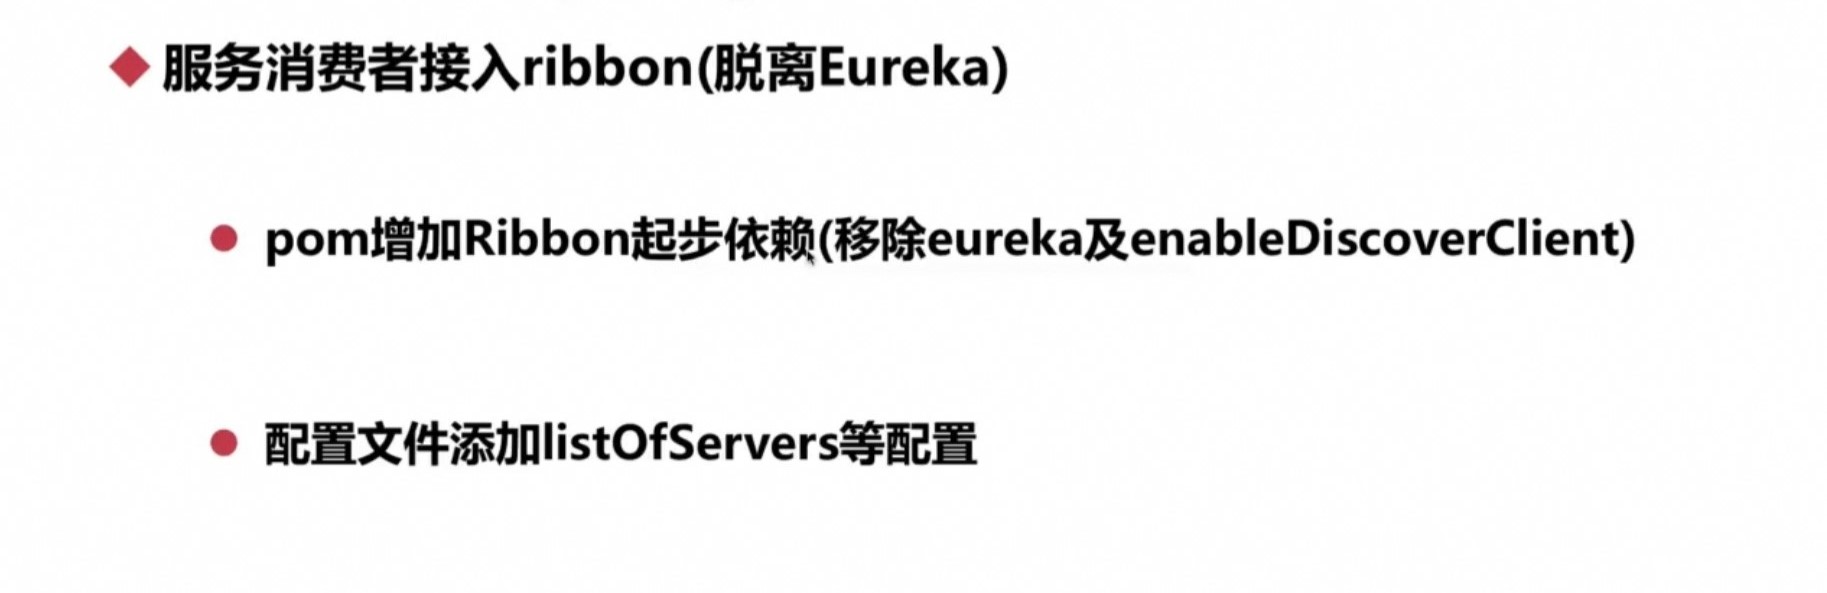 服务消费者接入ribbon(脱离Eureka)
pom增加Ribbon起步依赖(移除eureka及enableDiscoverClient)
配置文件添加listOfServers等配置